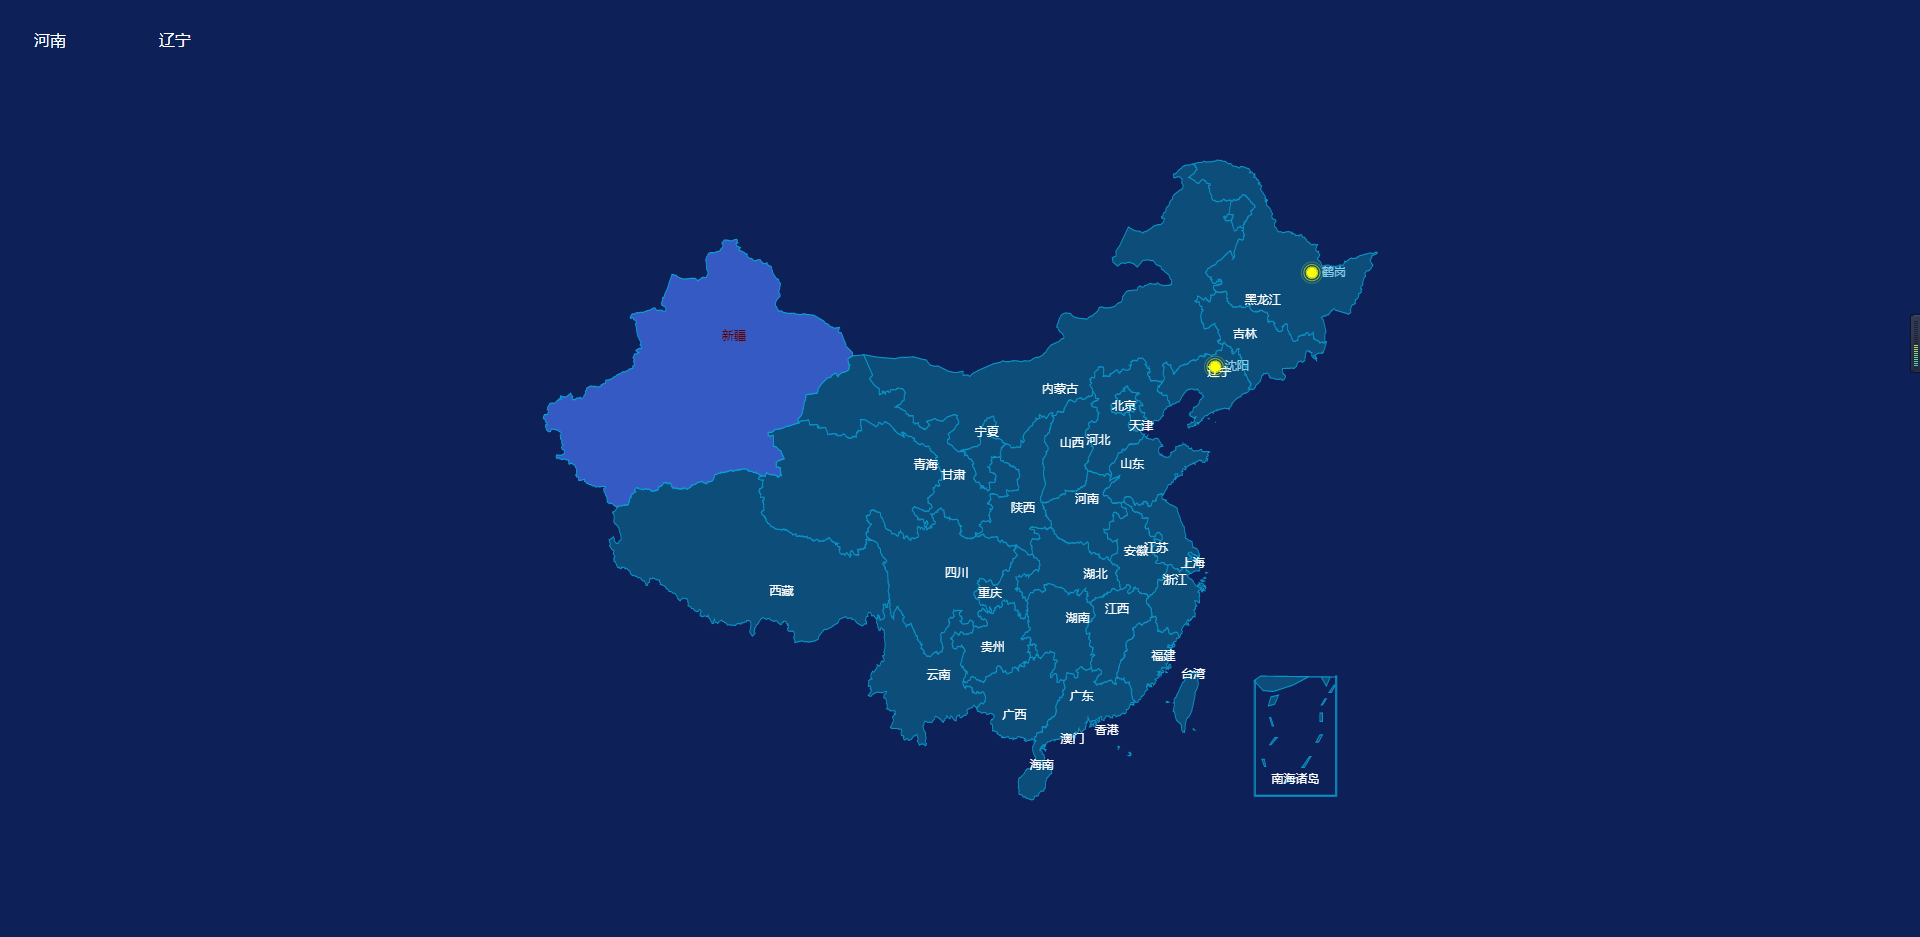 河南
辽宁
鹤岗
黑龙江
吉林
新疆
沈阳
辽宁
内蒙古
北京
天津
宁夏
山西
河北
青海
甘肃
山东
河南
陕西
安徽
江苏
上海
四川
湖北
浙江
西藏
重庆
江西
湖南
贵州
福建
云南
台湾
广东
广西
香港
澳门
海南
南海诸岛